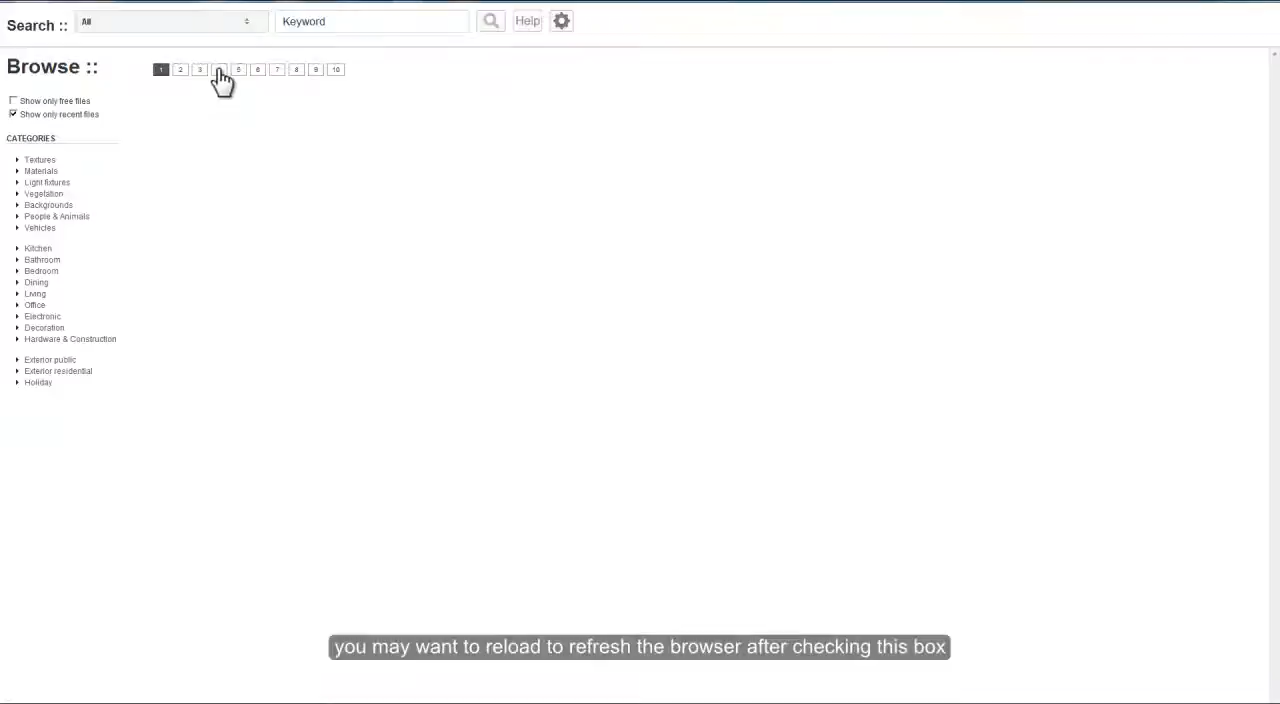 Search :: All Keyword Help
Browse :: 1 2 3 5 6 7 8 9 10
Show only free files
Show only recent files
CATEGORIES
Textures
Materials
Light fixtures
Vegetation
Backgrounds
People & Animals
Vehicles
Kitchen
Bathroom
Bedroom
Dining
Living
Office
Electronic
Decoration
Hardware & Construction
Exterior public
Exterior residential
Holiday
you may want to reload to refresh the browser after checking this box